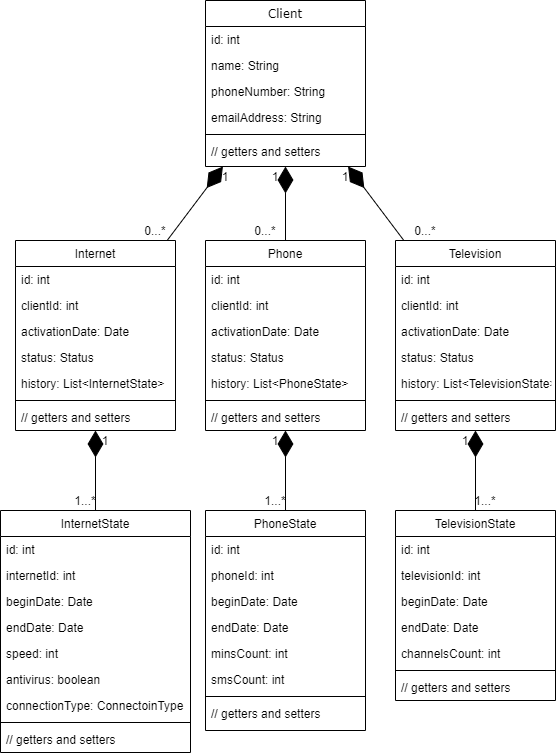 Client
id: int
name: String
phoneNumber: String
emailAddress: String
// getters and setters
1
1
1
0...*
0...*
0...*
Internet
id: int
clientId: int
activationDate: Date
status: Status
history: List<InternetState>
// getters and setters
Phone
id: int
clientId: int
activationDate: Date
status: Status
history: List<PhoneState>
// getters and setters
Television
id: int
clientId: int
activationDate: Date
status: Status
history: List<TelevisionState>
// getters and setters
1
1
1
1...*
1...*
1...*
InternetState
id: int
internetId: int
beginDate: Date
endDate: Date
speed: int
antivirus: boolean
connectionType: ConnectoinType
// getters and setters
PhoneState
id: int
phoneId: int
beginDate: Date
endDate: Date
minsCount: int
smsCount: int
// getters and setters
TelevisionState
id: int
televisionId: int
beginDate: Date
endDate: Date
channelsCount: int
// getters and setters